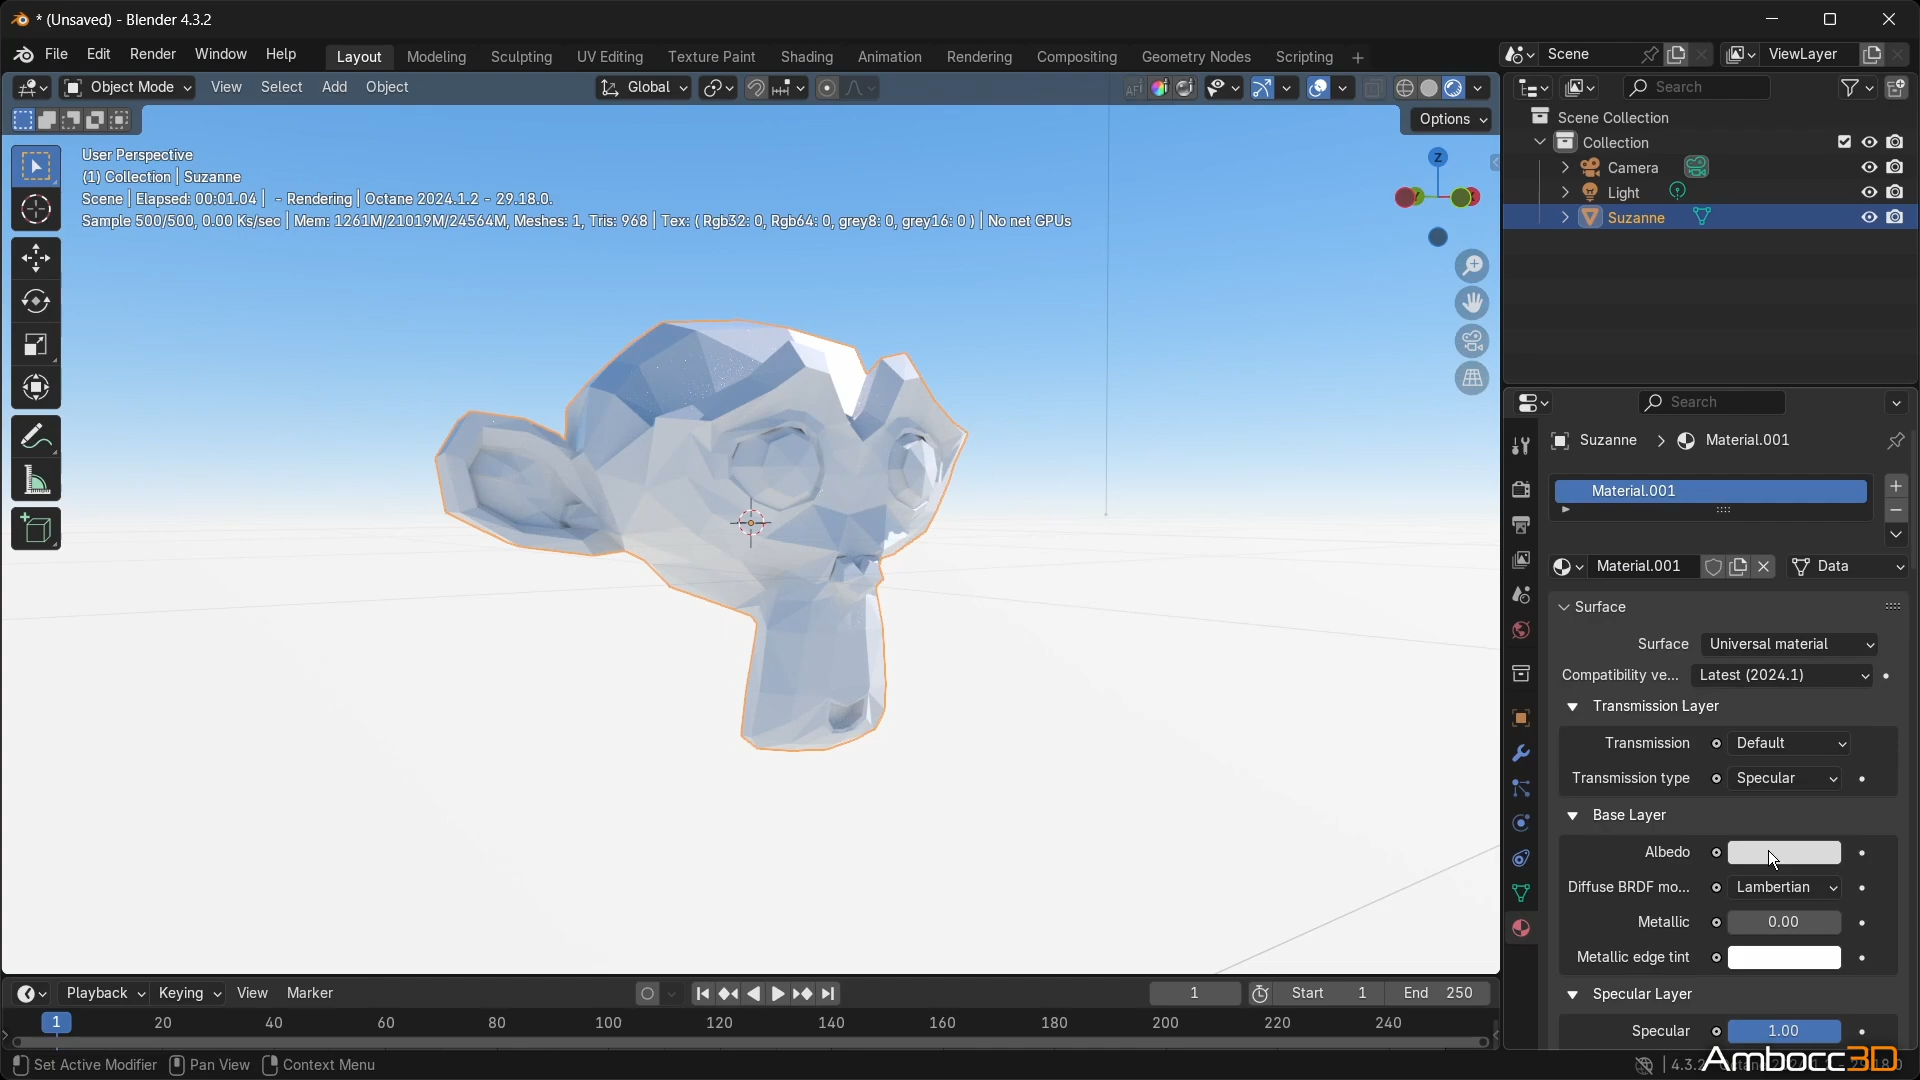 * (Unsaved) - Blender 4.3.2
File Edit Render Window Help
Layout Modeling Sculpting UV Editing Texture Paint Shading Animation Rendering Compositing Geometry Nodes Scripting +
Scene
ViewLayer
Object Mode View Select Add Object
Global
Search
Options
User Perspective
(1) Collection | Suzanne
Scene | Elapsed: 00:01.04 | - Rendering | Octane 2024.1.2 - 29.18.0.
Sample 500/500, 0.00 Ks/sec | Mem: 1261M/21019M/24564M, Meshes: 1, Tris: 968 | Tex: ( Rgb32: 0, Rgb64: 0, grey8: 0, grey16: 0 ) | No net GPUs
Z
Scene Collection
Collection
Camera
Light
Suzanne
Search
Suzanne > Material.001
Material.001
Material.001
Data
Surface
Surface Universal material
Compatibility ve... Latest (2024.1)
Transmission Layer
Transmission Default
Transmission type Specular
Base Layer
Albedo
Diffuse BRDF mo... Lambertian
Metallic 0.00
Metallic edge tint
Specular Layer
Specular 1.00
Playback Keying View Marker
1
Start 1
End 250
1 20 40 60 80 100 120 140 160 180 200 220 240
Set Active Modifier Pan View Context Menu
4.3.2
Ambocc3D